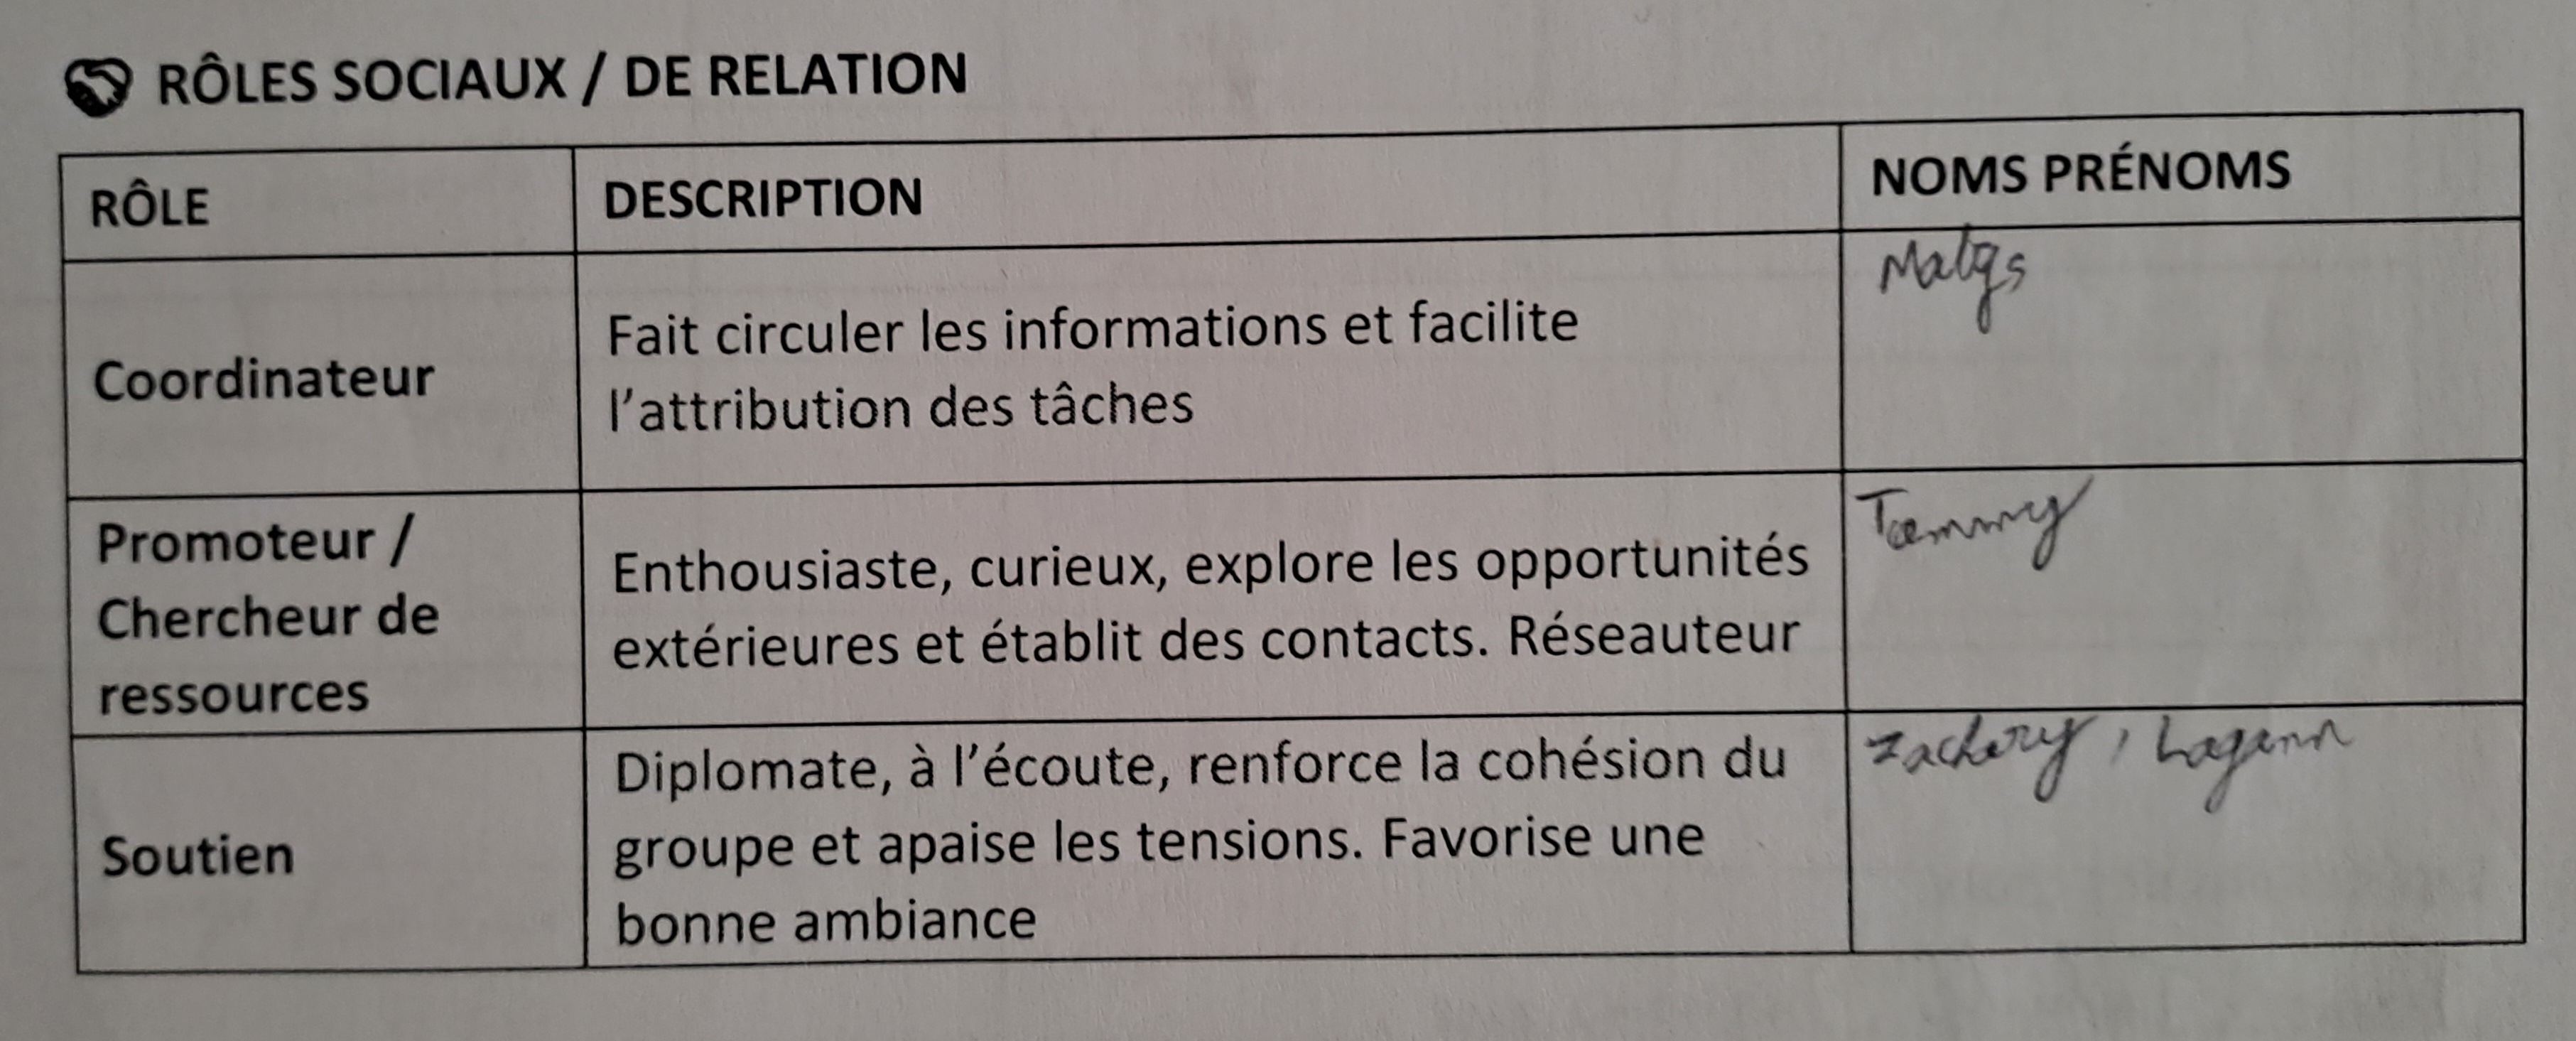 RÔLES SOCIAUX / DE RELATION
RÔLE DESCRIPTION NOMS PRÉNOMS
Coordinateur
Fait circuler les informations et facilite
l'attribution des tâches
Promoteur /
Chercheur de
ressources
Enthousiaste, curieux, explore les opportunités
extérieures et établit des contacts. Réseauteur
Tommy
Soutien
Diplomate, à l'écoute, renforce la cohésion du
groupe et apaise les tensions. Favorise une
bonne ambiance
Zachary,